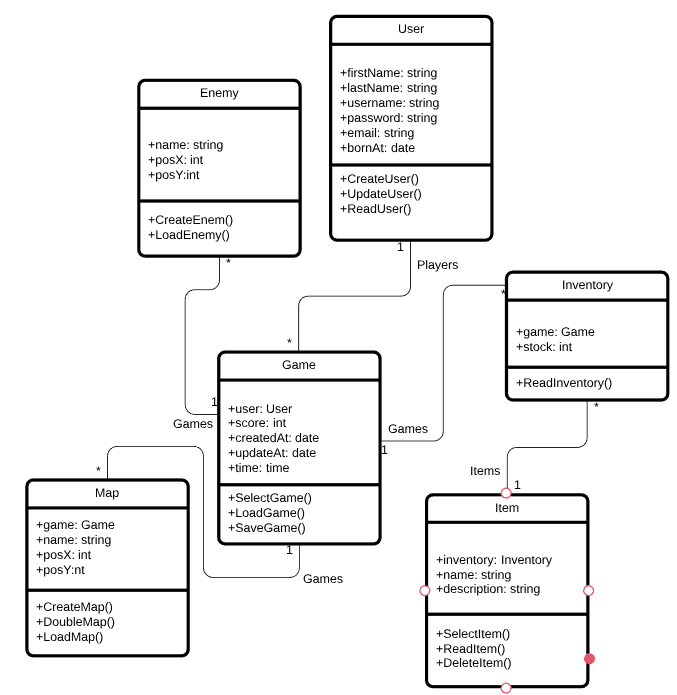 User
+firstName: string
+lastName: string
+username: string
+password: string
+email: string
+bornAt: date
+CreateUser()
+UpdateUser()
+ReadUser()
Enemy
+name: string
+posX: int
+posY:int
+CreateEnem()
+LoadEnemy()
*
1
Players
*
Inventory
+game: Game
+stock: int
+ReadInventory()
*
*
Game
+user: User
+score: int
+createdAt: date
+updateAt: date
+time: time
+SelectGame()
+LoadGame()
+SaveGame()
1
Games
Games
1
1
Games
*
Map
+game: Game
+name: string
+posX: int
+posY:nt
+CreateMap()
+DoubleMap()
+LoadMap()
Items
1
Item
+inventory: Inventory
+name: string
+description: string
+SelectItem()
+ReadItem()
+DeleteItem()